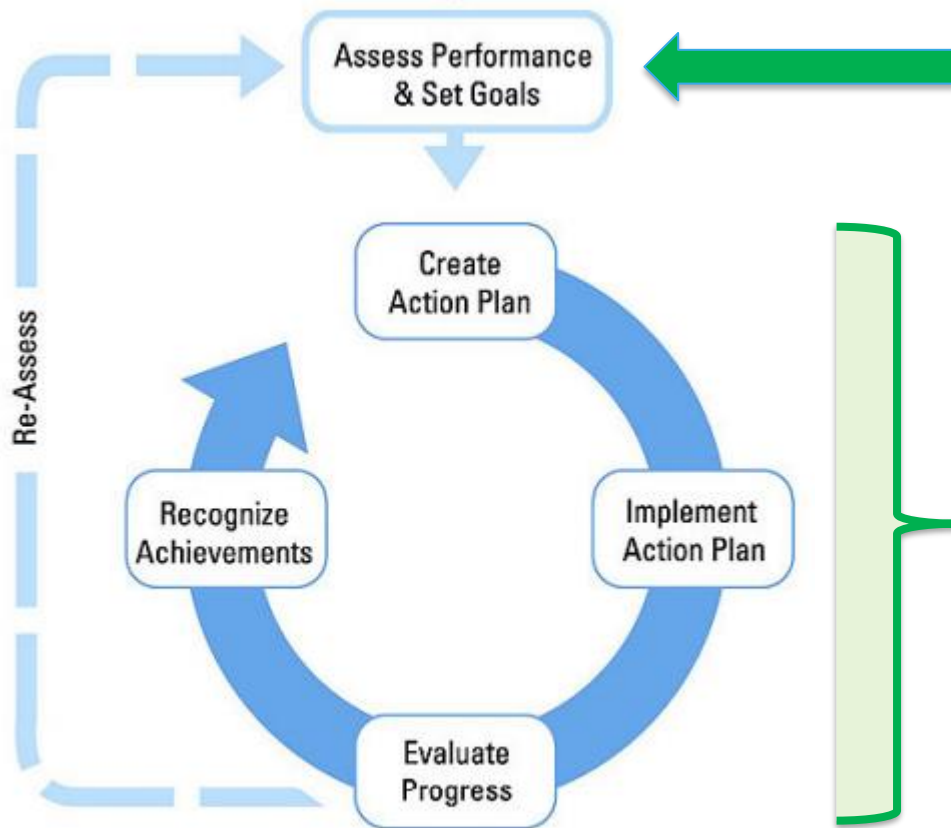 Assess Performance
& Set Goals
Create
Action Plan
Re-Assess
Recognize
Achievements
Implement
Action Plan
Evaluate
Progress